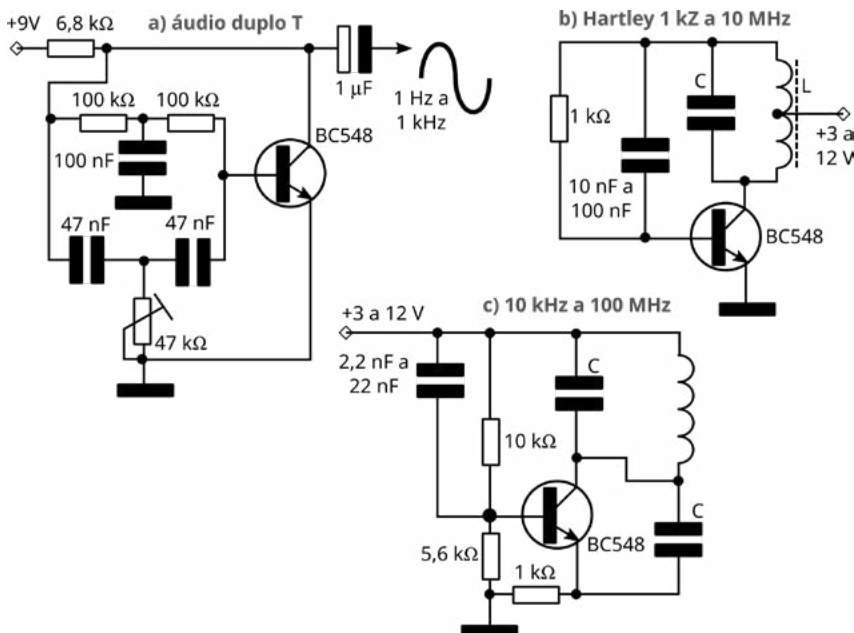 +9V
6,8 kΩ
a) áudio duplo T
1 µF
1 Hz a
1 kHz
100 kΩ
100 kΩ
100 nF
BC548
47 nF
47 nF
47 kΩ
b) Hartley 1 kZ a 10 MHz
1 kΩ
C
L
+3 a
12 V
10 nF a
100 nF
BC548
c) 10 kHz a 100 MHz
+3 a 12 V
2,2 nF a
22 nF
C
10 kΩ
BC548
C
5,6 kΩ
1 kΩ